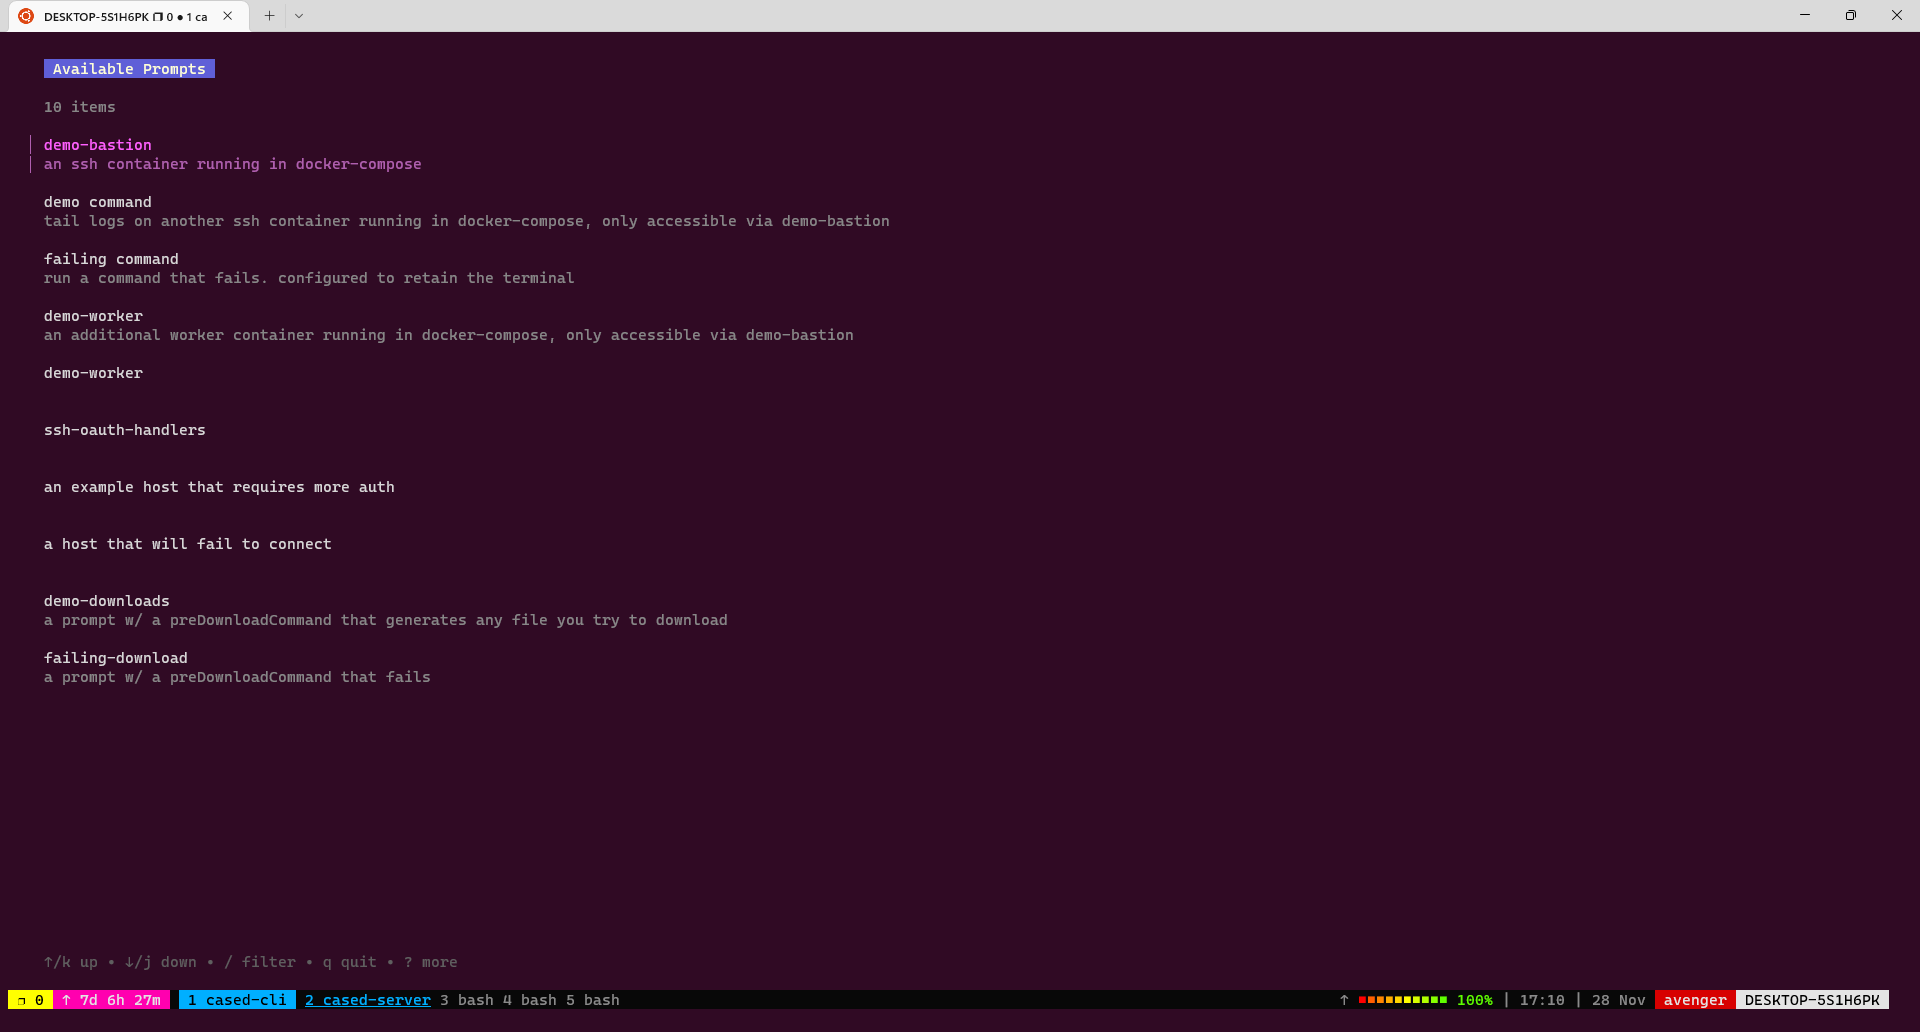 DESKTOP-5S1H6PK ❐ 0 ● 1 ca
Available Prompts
10 items
demo-bastion
an ssh container running in docker-compose
demo command
tail logs on another ssh container running in docker-compose, only accessible via demo-bastion
failing command
run a command that fails. configured to retain the terminal
demo-worker
an additional worker container running in docker-compose, only accessible via demo-bastion
demo-worker
ssh-oauth-handlers
an example host that requires more auth
a host that will fail to connect
demo-downloads
a prompt w/ a preDownloadCommand that generates any file you try to download
failing-download
a prompt w/ a preDownloadCommand that fails
↑/k up • ↓/j down • / filter • q quit • ? more
❐ 0 ↑ 7d 6h 27m 1 cased-cli 2 cased-server 3 bash 4 bash 5 bash ↑ 100% | 17:10 | 28 Nov avenger DESKTOP-5S1H6PK